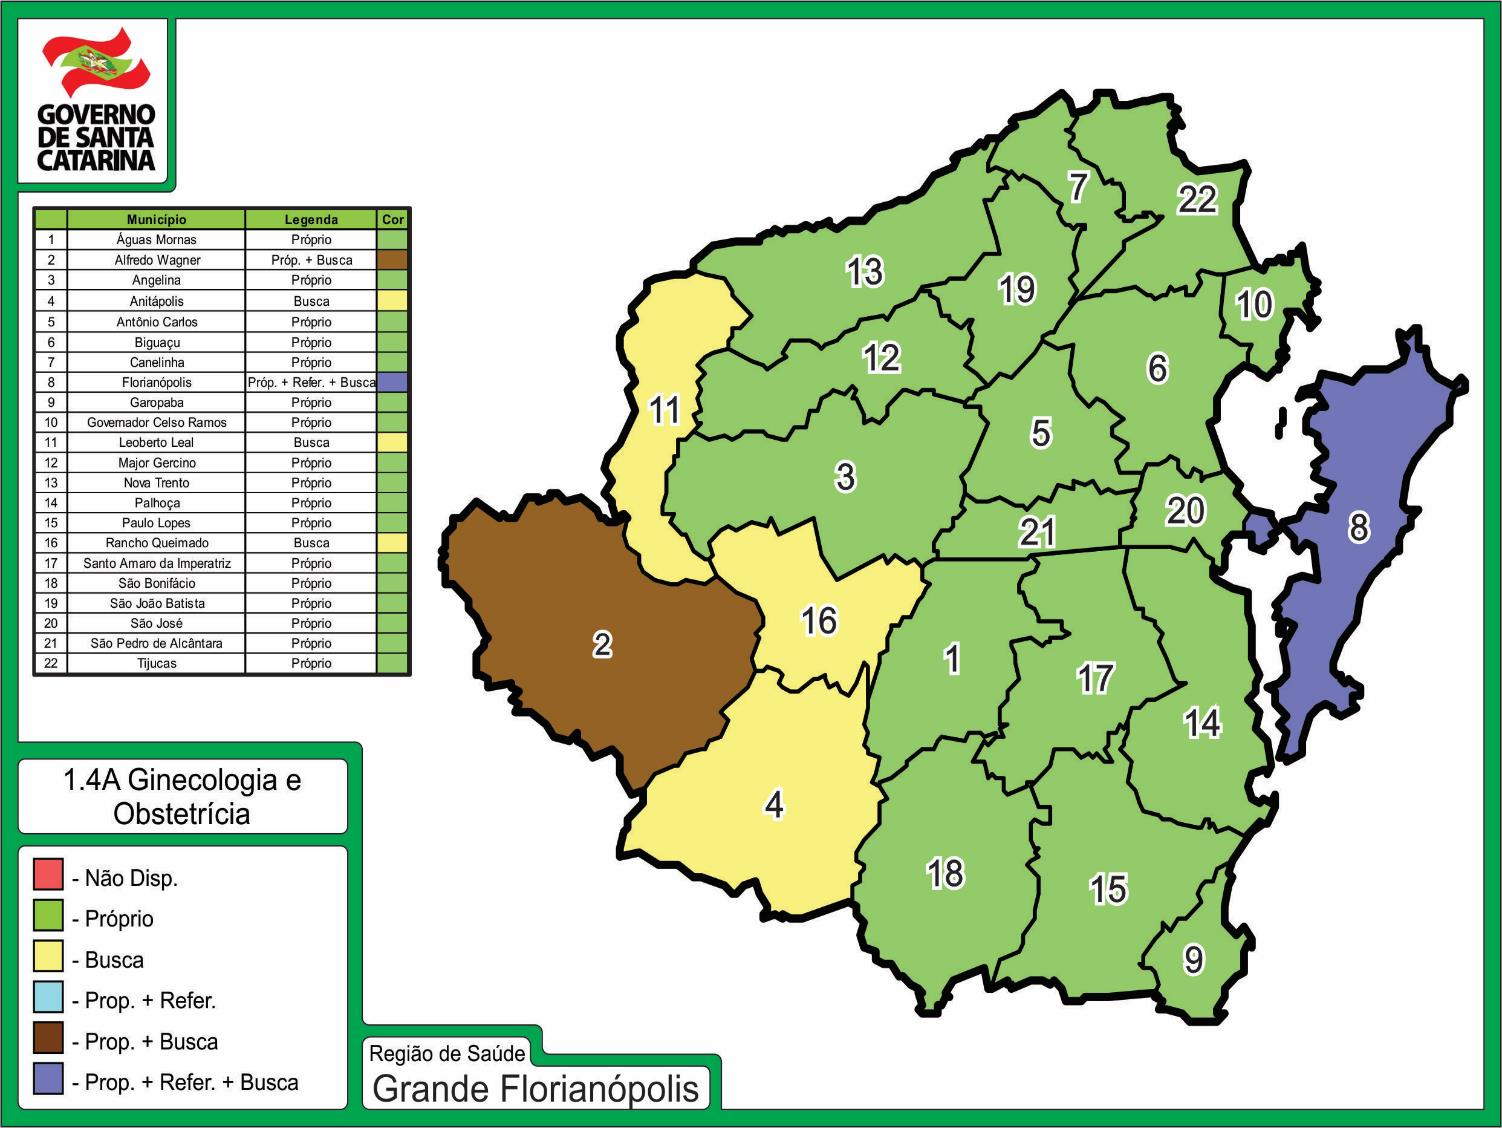 GOVERNO
DE SANTA
CATARINA
Município Legenda Cor
1 Águas Mornas Próprio
2 Alfredo Wagner Próp. + Busca
3 Angelina Próprio
4 Anitápolis Busca
5 Antônio Carlos Próprio
6 Biguaçu Próprio
7 Canelinha Próprio
8 Florianópolis Próp. + Refer. + Busca
9 Garopaba Próprio
10 Governador Celso Ramos Próprio
11 Leoberto Leal Busca
12 Major Gercino Próprio
13 Nova Trento Próprio
14 Palhoça Próprio
15 Paulo Lopes Próprio
16 Rancho Queimado Busca
17 Santo Amaro da Imperatriz Próprio
18 São Bonifácio Próprio
19 São João Batista Próprio
20 São José Próprio
21 São Pedro de Alcântara Próprio
22 Tijucas Próprio
7
22
13
19
10
12
6
11
5
3
20
21
8
16
2
1
17
14
4
18
15
9
1.4A Ginecologia e
Obstetrícia
- Não Disp.
- Próprio
- Busca
- Prop. + Refer.
- Prop. + Busca
- Prop. + Refer. + Busca
Região de Saúde
Grande Florianópolis